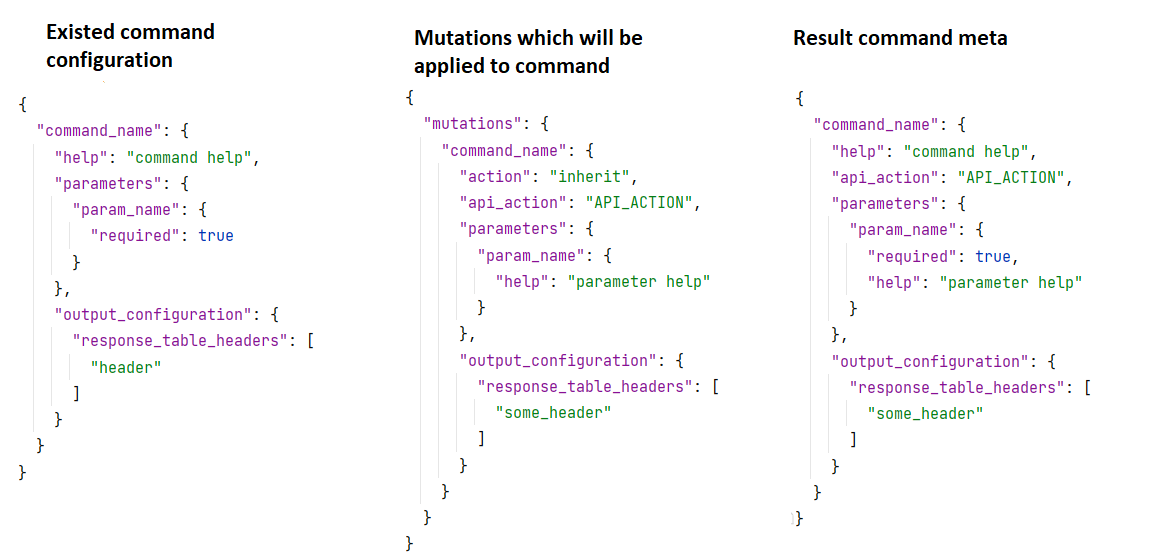 Existed command
configuration
{
  "command_name": {
    "help": "command help",
    "parameters": {
      "param_name": {
        "required": true
      }
    },
    "output_configuration": {
      "response_table_headers": [
        "header"
      ]
    }
  }
}
Mutations which will be
applied to command
{
  "mutations": {
    "command_name": {
      "action": "inherit",
      "api_action": "API_ACTION",
      "parameters": {
        "param_name": {
          "help": "parameter help"
        }
      },
      "output_configuration": {
        "response_table_headers": [
          "some_header"
        ]
      }
    }
  }
}
Result command meta
{
  "command_name": {
    "help": "command help",
    "api_action": "API_ACTION",
    "parameters": {
      "param_name": {
        "required": true,
        "help": "parameter help"
      }
    },
    "output_configuration": {
      "response_table_headers": [
        "some_header"
      ]
    }
  }
}